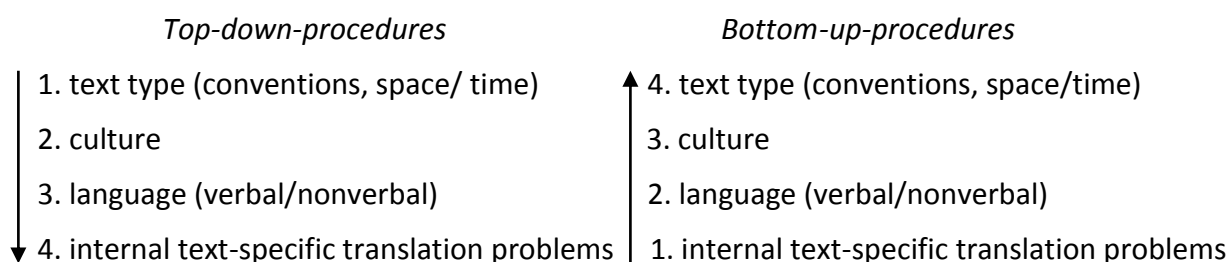 Top-down-procedures
1. text type (conventions, space/ time)
2. culture
3. language (verbal/nonverbal)
4. internal text-specific translation problems
Bottom-up-procedures
4. text type (conventions, space/time)
3. culture
2. language (verbal/nonverbal)
1. internal text-specific translation problems